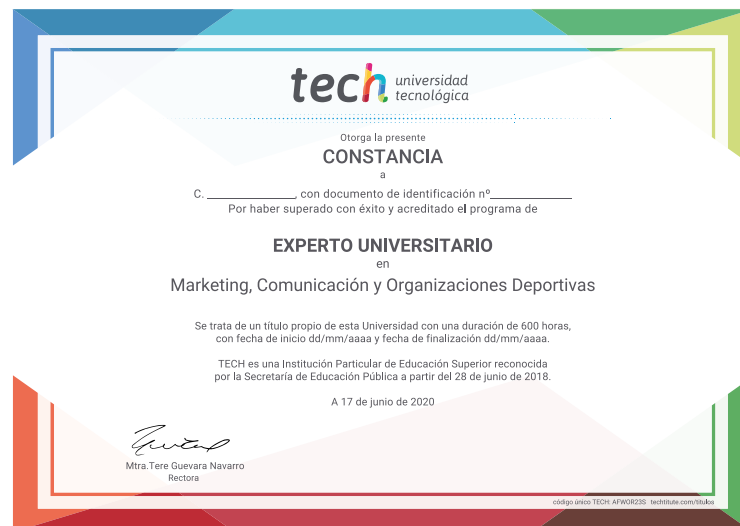 tech universidad
tecnológica
Otorga la presente
CONSTANCIA
a
C. ________________, con documento de identificación nº______________
Por haber superado con éxito y acreditado el programa de
EXPERTO UNIVERSITARIO
en
Marketing, Comunicación y Organizaciones Deportivas
Se trata de un título propio de esta Universidad con una duración de 600 horas,
con fecha de inicio dd/mm/aaaa y fecha de finalización dd/mm/aaaa.
TECH es una Institución Particular de Educación Superior reconocida
por la Secretaría de Educación Pública a partir del 28 de junio de 2018.
A 17 de junio de 2020
Mtra.Tere Guevara Navarro
Rectora
código único TECH: AFWOR23S techtitute.com/titulos